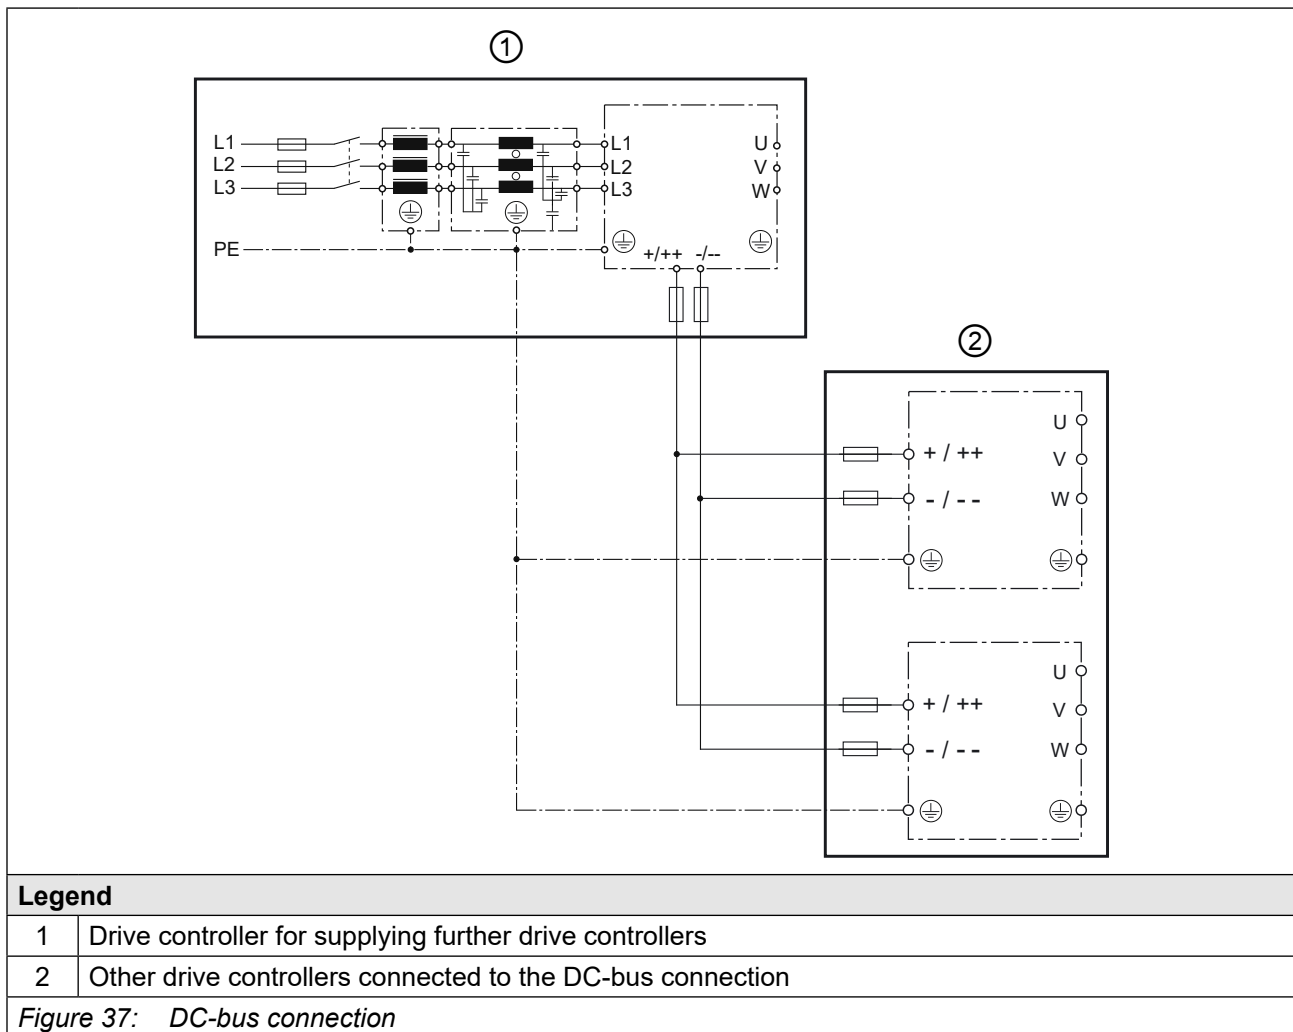 1
L1 L1 U
L2 L2 V
L3 L3 W
PE
+/++ -/--
2
U
+ / ++ V
- / - - W
U
+ / ++ V
- / - - W
Legend
1 Drive controller for supplying further drive controllers
2 Other drive controllers connected to the DC-bus connection
Figure 37: DC-bus connection